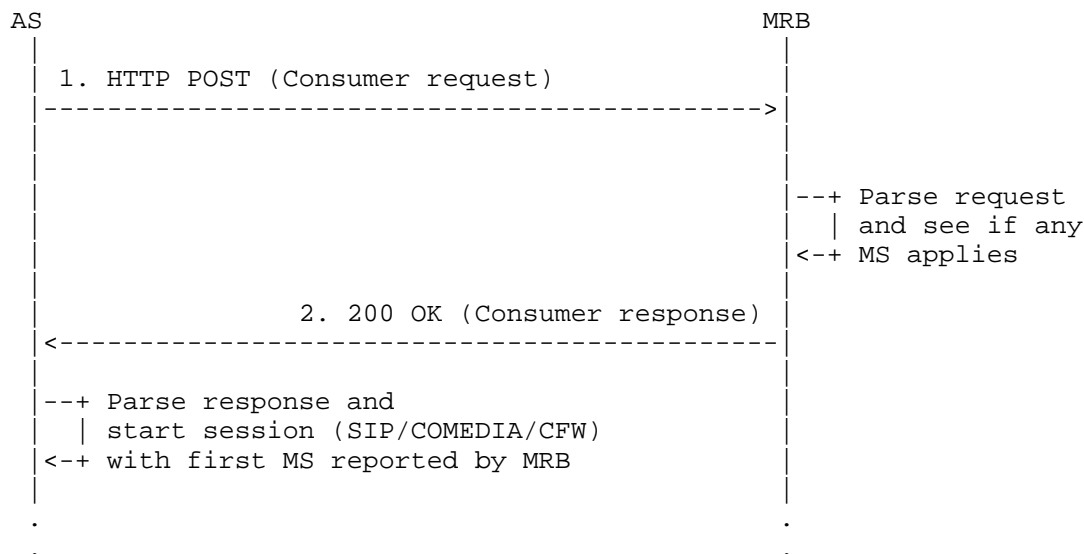 AS MRB
1. HTTP POST (Consumer request)
Parse request
and see if any
MS applies
2. 200 OK (Consumer response)
Parse response and
start session (SIP/COMEDIA/CFW)
with first MS reported by MRB